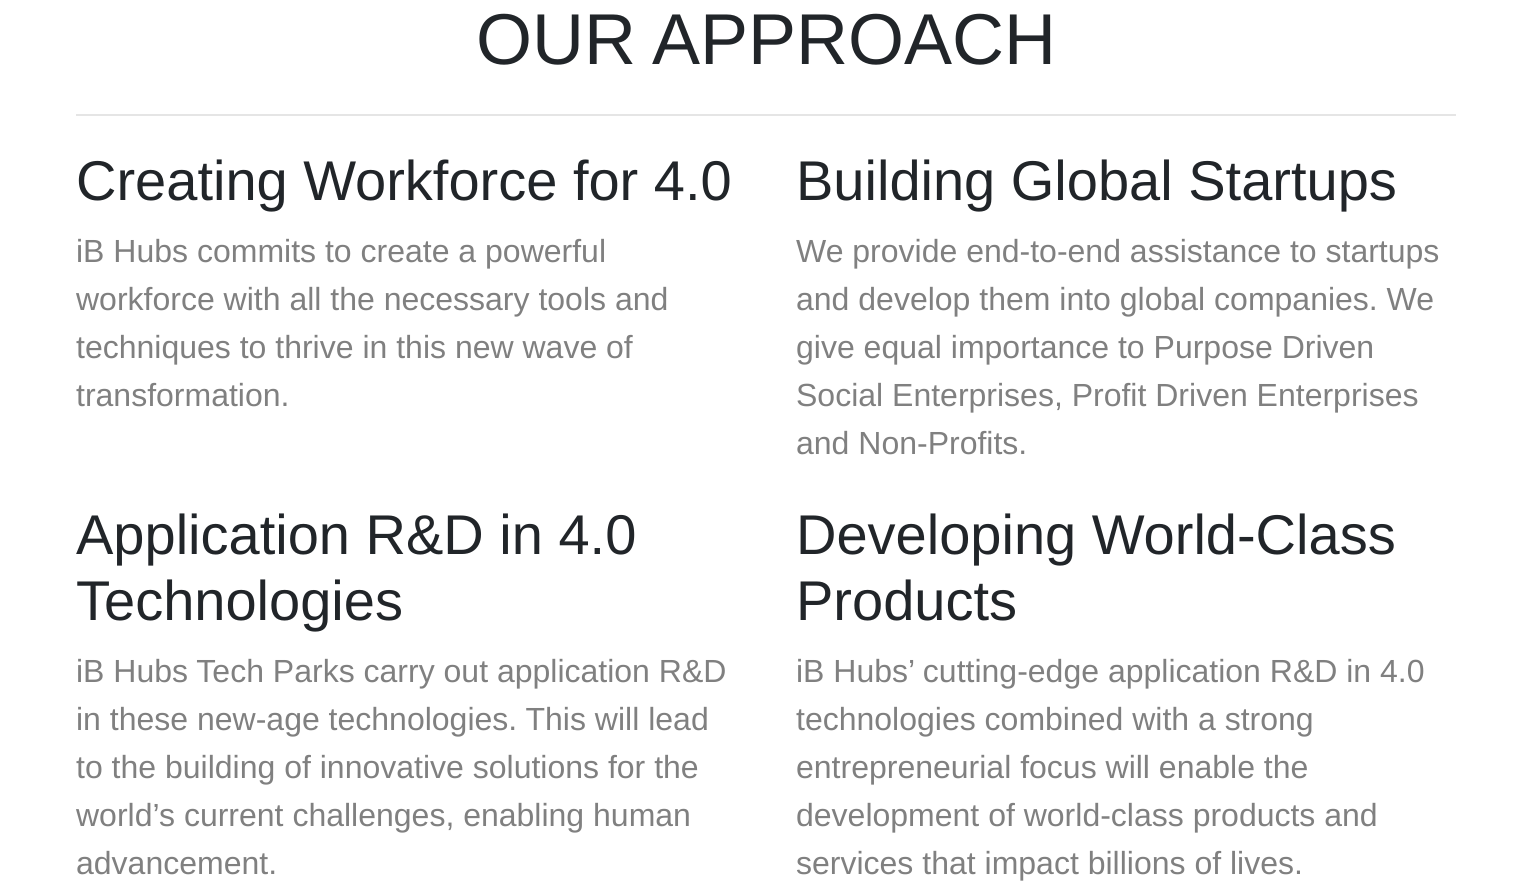 OUR APPROACH
Creating Workforce for 4.0
iB Hubs commits to create a powerful
workforce with all the necessary tools and
techniques to thrive in this new wave of
transformation.
Building Global Startups
We provide end-to-end assistance to startups
and develop them into global companies. We
give equal importance to Purpose Driven
Social Enterprises, Profit Driven Enterprises
and Non-Profits.
Application R&D in 4.0
Technologies
iB Hubs Tech Parks carry out application R&D
in these new-age technologies. This will lead
to the building of innovative solutions for the
world’s current challenges, enabling human
advancement.
Developing World-Class
Products
iB Hubs’ cutting-edge application R&D in 4.0
technologies combined with a strong
entrepreneurial focus will enable the
development of world-class products and
services that impact billions of lives.